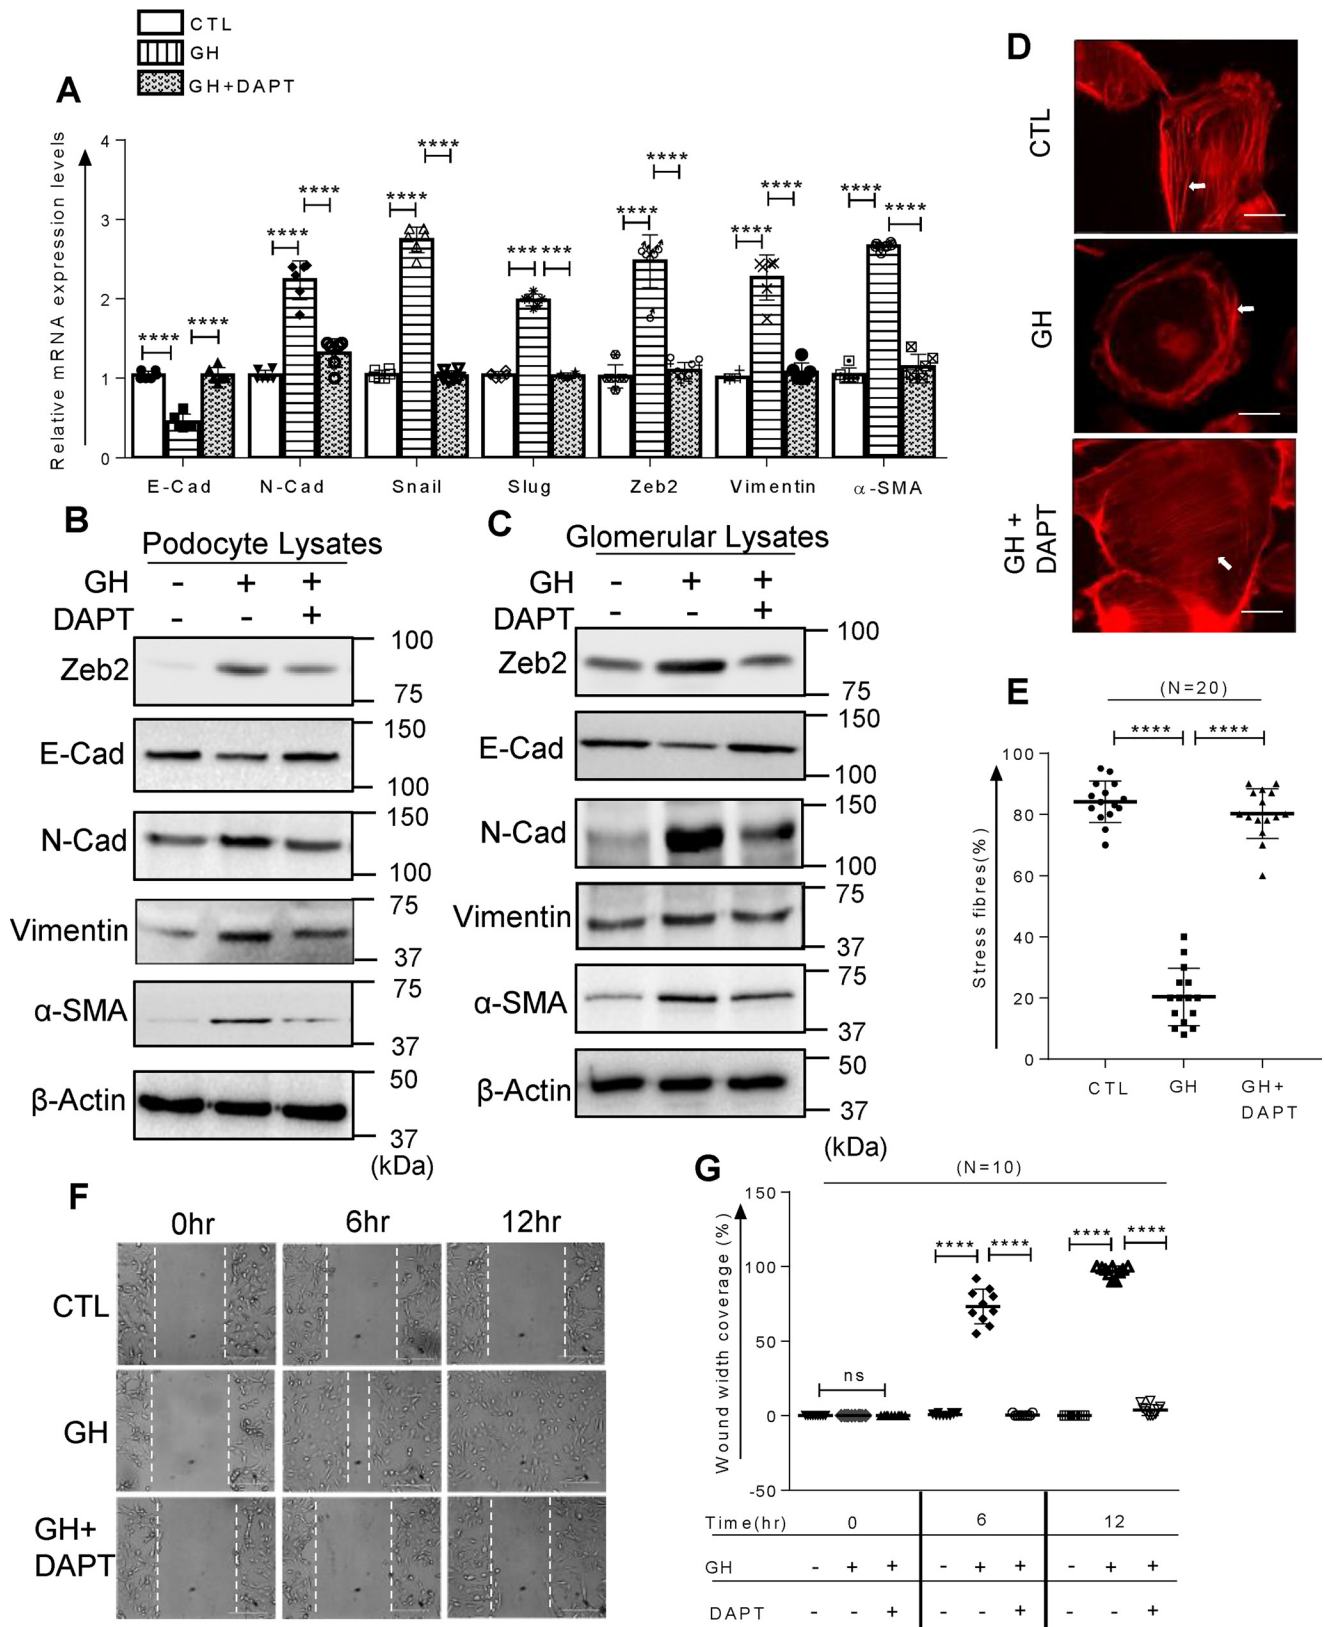 CTL
GH
GH+DAPT
A
Relative mRNA expression levels
4
3
2
1
0
**** ****
**** ****
**** ****
*** ***
**** ****
**** ****
**** ****
E-Cad N-Cad Snail Slug Zeb2 Vimentin α-SMA
B
Podocyte Lysates
GH - + +
DAPT - - +
Zeb2 100 75
E-Cad 150 100
N-Cad 150 100
Vimentin 75 37
α-SMA 75 37
β-Actin 50 37
(kDa)
C
Glomerular Lysates
GH - + +
DAPT - - +
Zeb2 100 75
E-Cad 150 100
N-Cad 150 100
Vimentin 75 37
α-SMA 75 37
β-Actin 50 37
(kDa)
D
CTL
GH
GH +
DAPT
E
(N=20)
**** ****
Stress fibres(%)
100
80
60
40
20
0
CTL GH GH+
DAPT
F
0hr 6hr 12hr
CTL
GH
GH+
DAPT
G
(N=10)
Wound width coverage (%)
150
100
50
0
-50
ns
**** ****
**** ****
Time(hr) 0 6 12
GH - + + - + + - + +
DAPT - - + - - + - - +